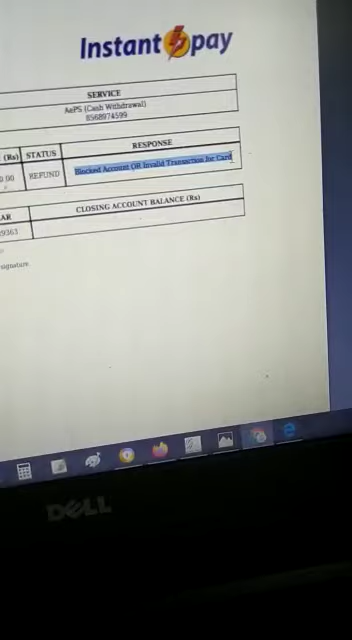 Instant pay
SERVICE
AePS (Cash Withdrawal)
8568974599
(Rs) STATUS RESPONSE
0.00 REFUND Blocked Account OR Invalid Transaction for Card
AR CLOSING ACCOUNT BALANCE (Rs)
9363
signature.
DELL